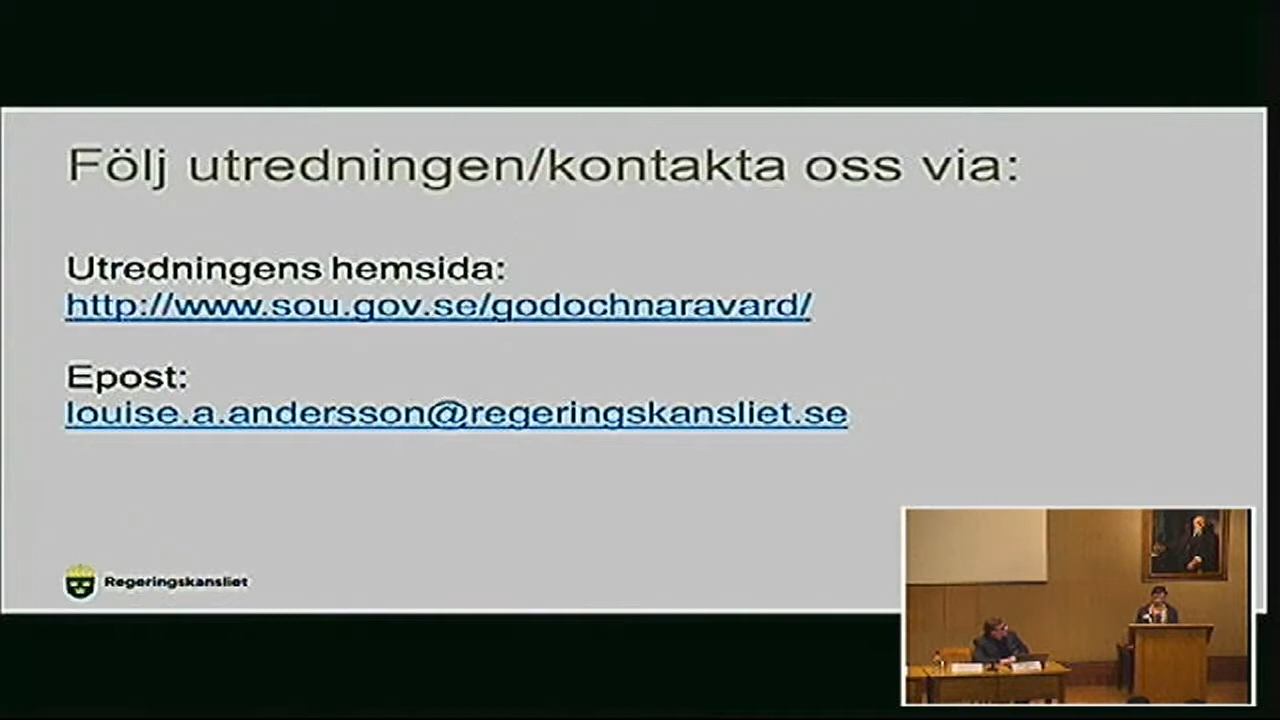 Följ utredningen/kontakta oss via:
Utredningens hemsida:
http://www.sou.gov.se/godochnaravard/
Epost:
louise.a.andersson@regeringskansliet.se
Regeringskansliet